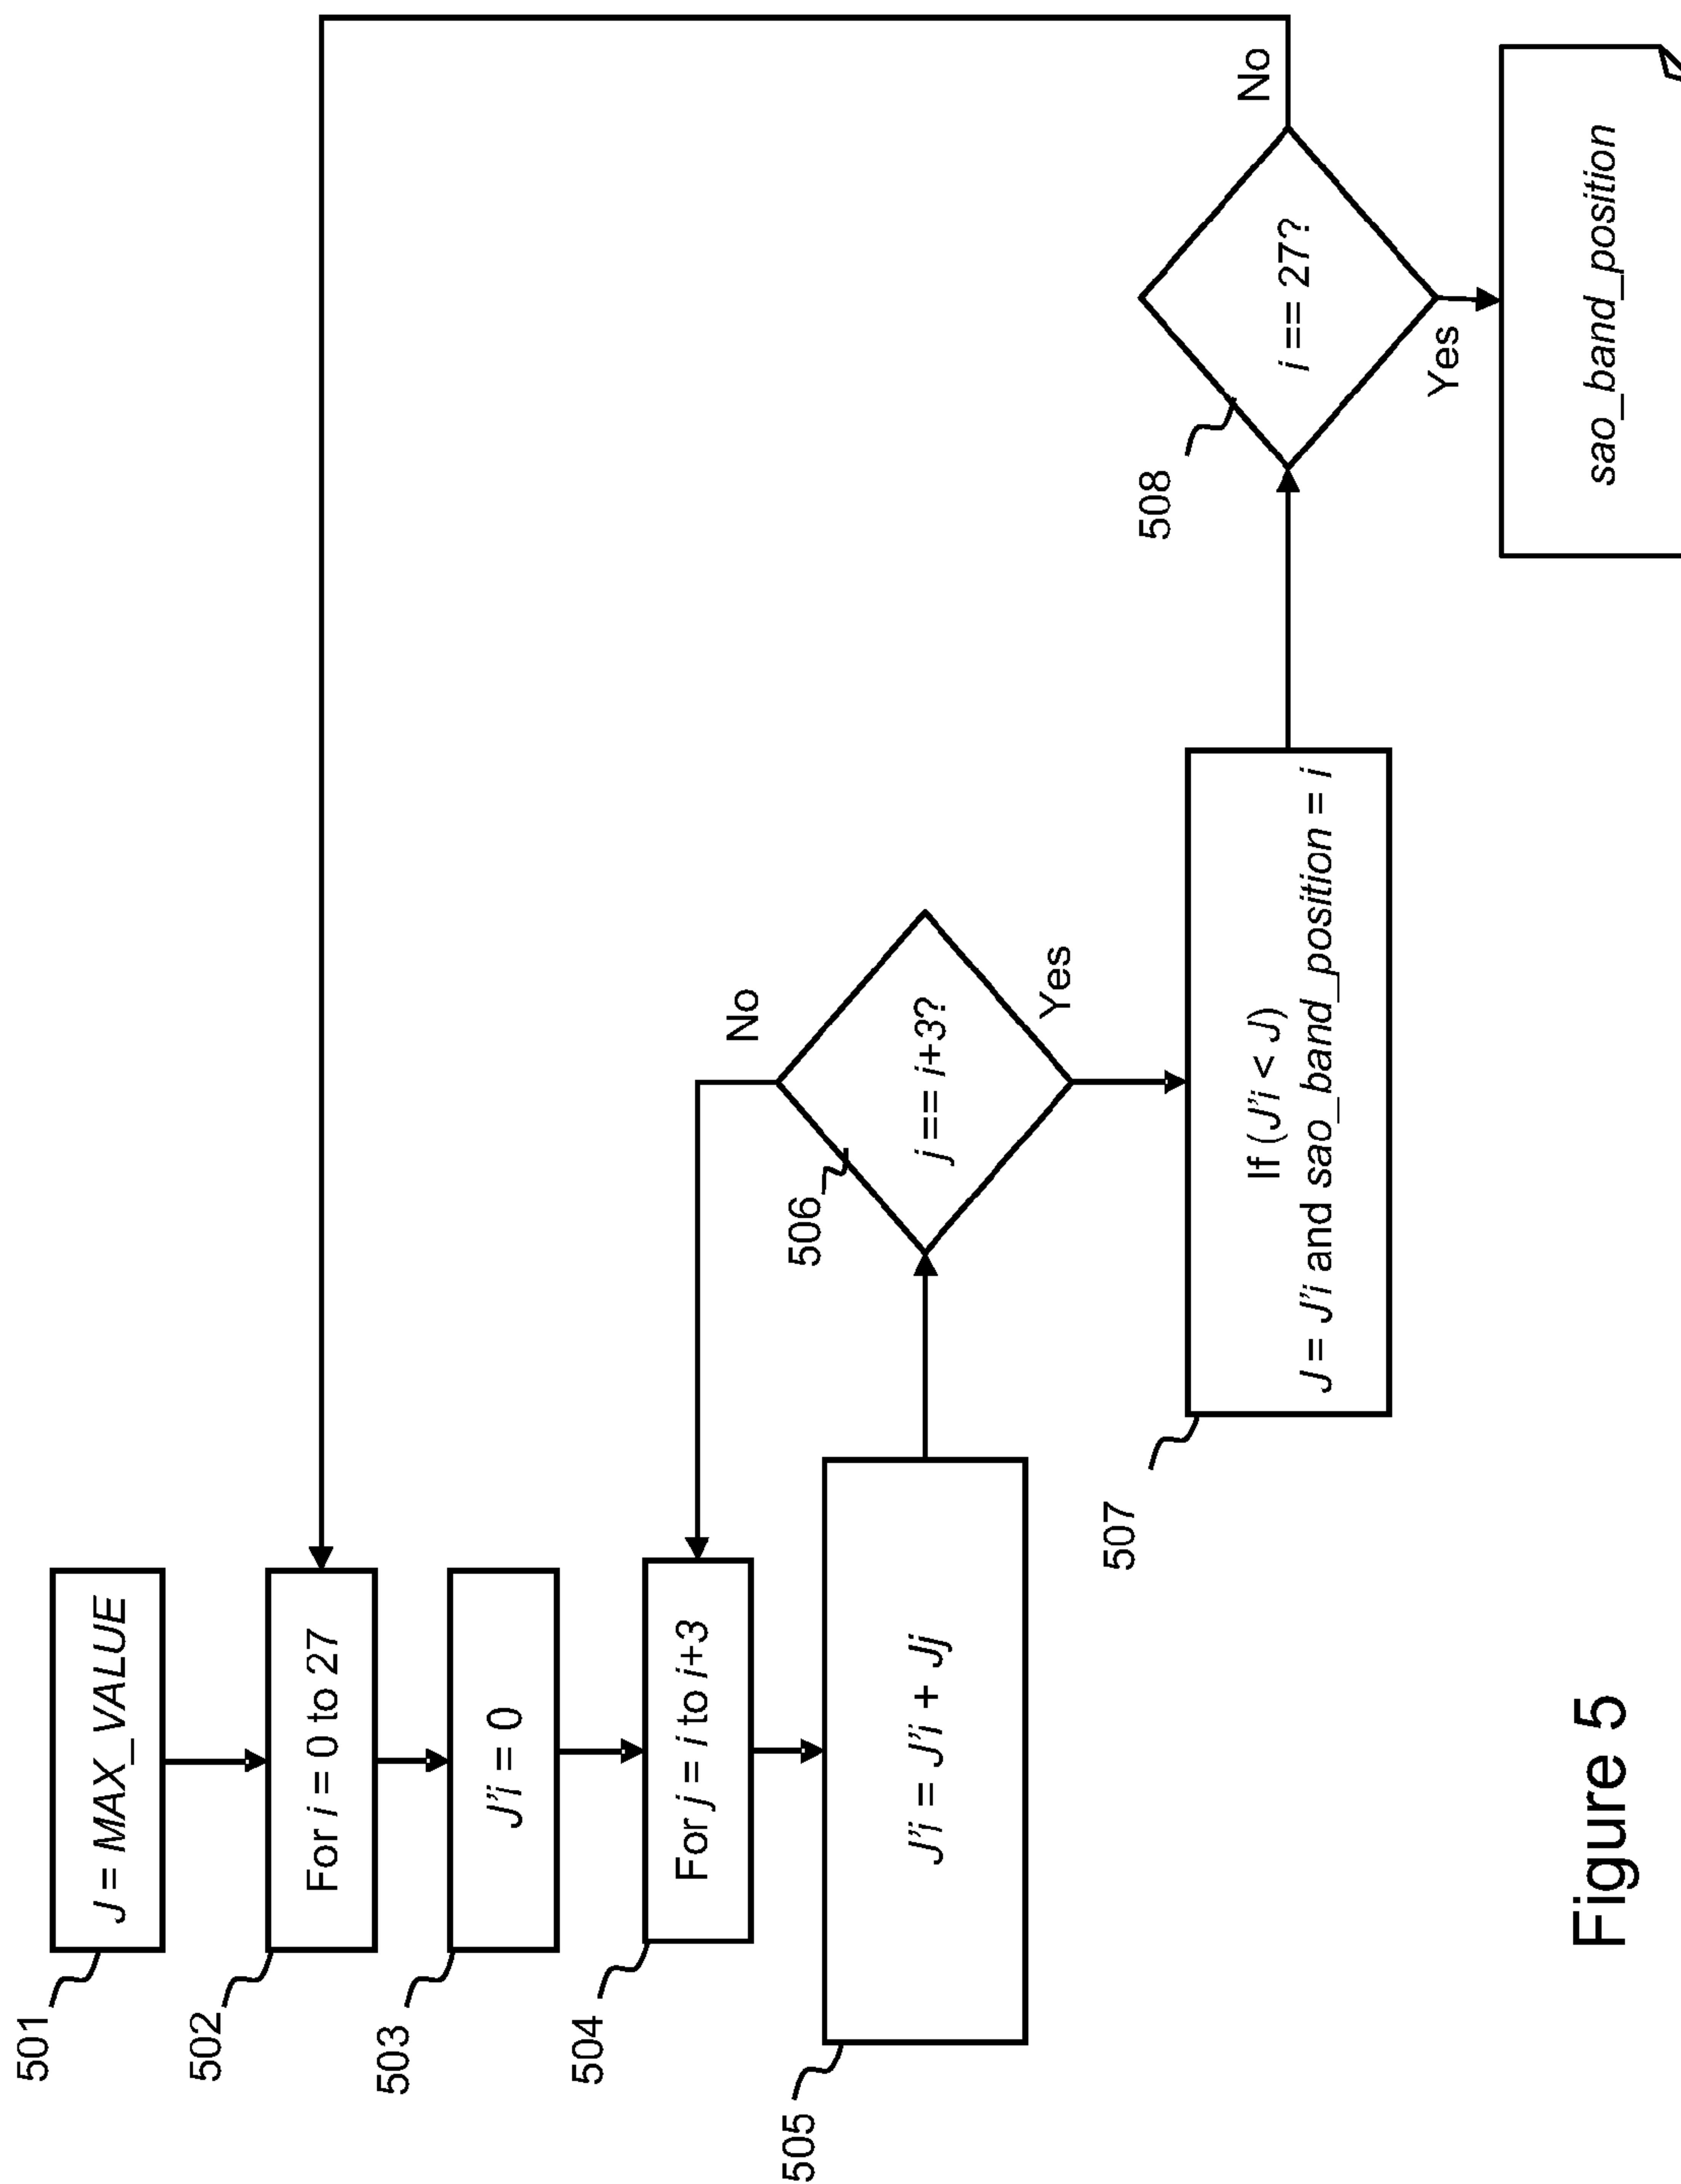 501
J = MAX_VALUE
502
For i = 0 to 27
503
J'i = 0
504
For j = i to i+3
505
J'i = J'i + Jj
506
j == i+3?
No
Yes
507
If (J'i < J)
J = J'i and sao_band_position = i
508
i == 27?
No
Yes
sao_band_position
Figure 5